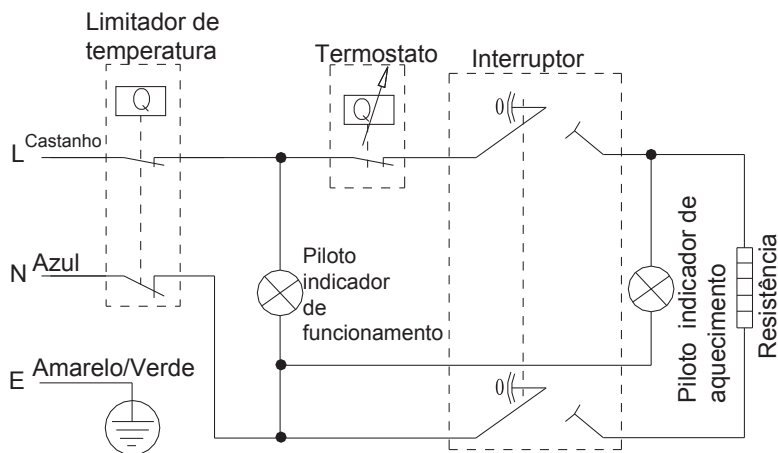 Limitador de
temperatura
Termostato
Interruptor
Q
Q
0
L Castanho
N Azul
Piloto
indicador
de
funcionamento
Piloto indicador de
aquecimento
Resistência
E Amarelo/Verde
0